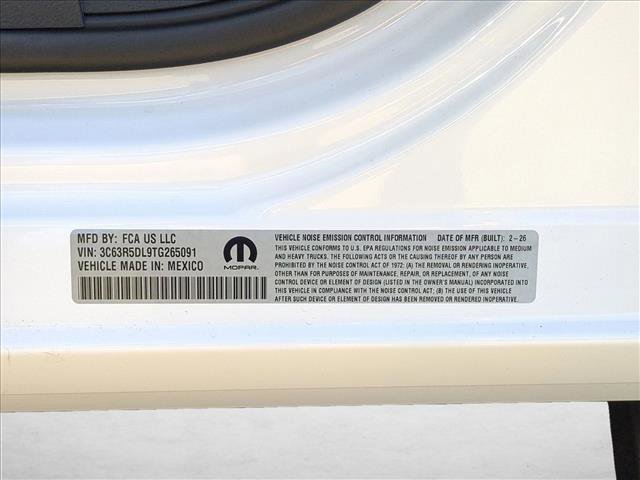 MFD BY: FCA US LLC
VIN: 3C63R5DL9TG265091
VEHICLE MADE IN: MEXICO
MOPAR
VEHICLE NOISE EMISSION CONTROL INFORMATION DATE OF MFR (BUILT): 2-26
THIS VEHICLE CONFORMS TO U.S. EPA REGULATIONS FOR NOISE EMISSION APPLICABLE TO MEDIUM
AND HEAVY TRUCKS. THE FOLLOWING ACTS OR THE CAUSING THEREOF BY ANY PERSON ARE
PROHIBITED BY THE NOISE CONTROL ACT OF 1972: (A) THE REMOVAL OR RENDERING INOPERATIVE, OTHER
THAN FOR PURPOSES OF MAINTENANCE, REPAIR, OR REPLACEMENT, OF ANY NOISE
CONTROL DEVICE OR ELEMENT OF DESIGN (LISTED IN THE OWNER'S MANUAL) INCORPORATED INTO
THIS VEHICLE IN COMPLIANCE WITH THE NOISE CONTROL ACT; (B) THE USE OF THIS VEHICLE
AFTER SUCH DEVICE OR ELEMENT OF DESIGN HAS BEEN REMOVED OR RENDERED INOPERATIVE.